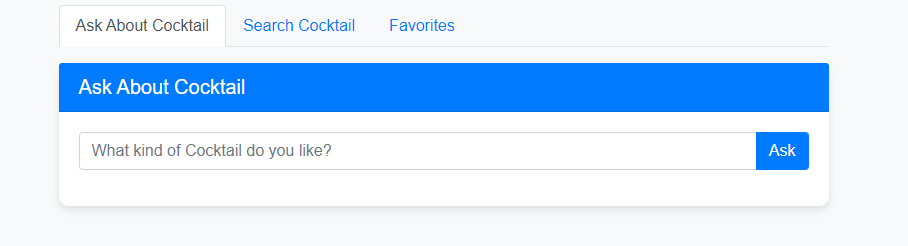 Ask About Cocktail Search Cocktail Favorites
Ask About Cocktail
What kind of Cocktail do you like? Ask